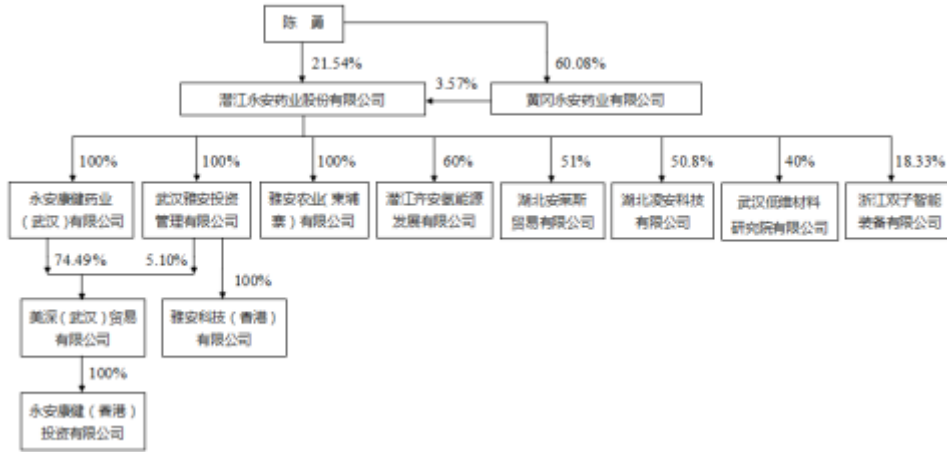 陈 勇
21.54%
60.08%
3.57%
潜江永安药业股份有限公司
黄冈永安药业有限公司
100%
100%
100%
60%
51%
50.8%
40%
18.33%
永安康健药业
（武汉）有限公司
武汉雅安投资
管理有限公司
雅安农业(柬埔
寨）有限公司
潜江齐安氢能源
发展有限公司
湖北安莱斯
贸易有限公司
湖北凌安科技
有限公司
武汉低维材料
研究院有限公司
浙江双子智能
装备有限公司
74.49%
5.10%
100%
美深（武汉）贸易
有限公司
雅安科技（香港）
有限公司
100%
永安康健（香港）
投资有限公司